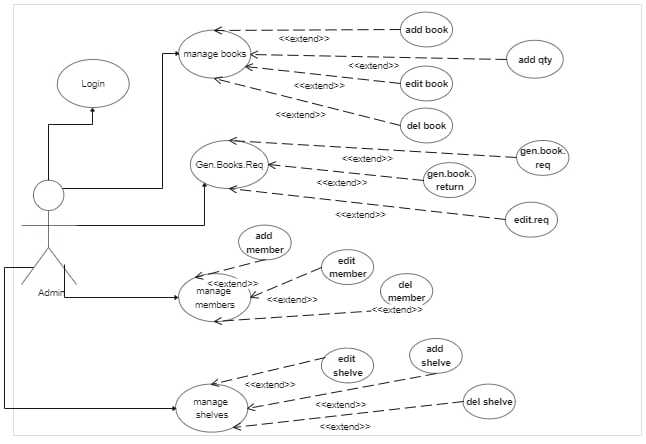 add book
<<extend>>
manage books
add qty
<<extend>>
Login
<<extend>>
edit book
<<extend>>
del book
gen.book.
req
<<extend>>
Gen.Books.Req
gen.book.
return
<<extend>>
<<extend>>
edit.req
add
member
edit
member
<<extend>>
del
member
Admin
manage
members
<<extend>>
<<extend>>
add
shelve
edit
shelve
<<extend>>
manage
shelves
<<extend>>
del shelve
<<extend>>